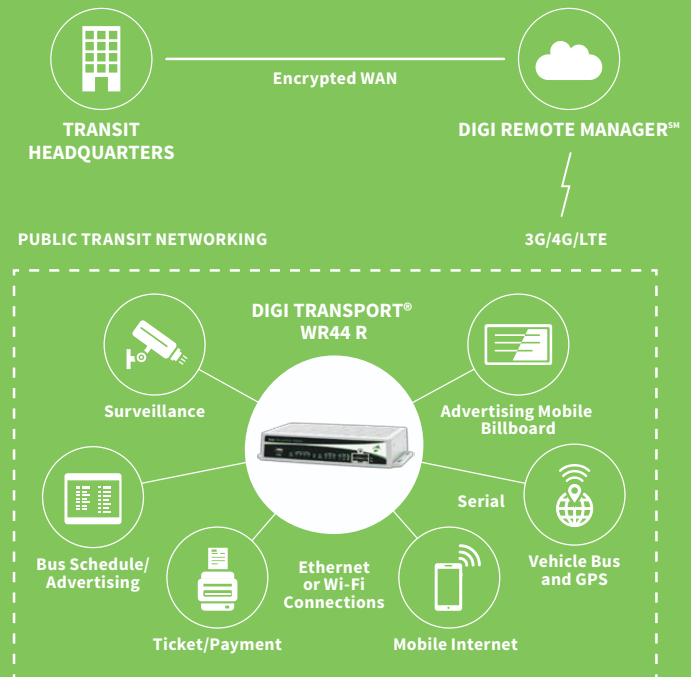 Encrypted WAN
TRANSIT
HEADQUARTERS
DIGI REMOTE MANAGER℠
PUBLIC TRANSIT NETWORKING
3G/4G/LTE
DIGI TRANSPORT®
WR44 R
Surveillance
Advertising Mobile
Billboard
Serial
Bus Schedule/
Advertising
Ethernet
or Wi-Fi
Connections
Vehicle Bus
and GPS
Ticket/Payment
Mobile Internet